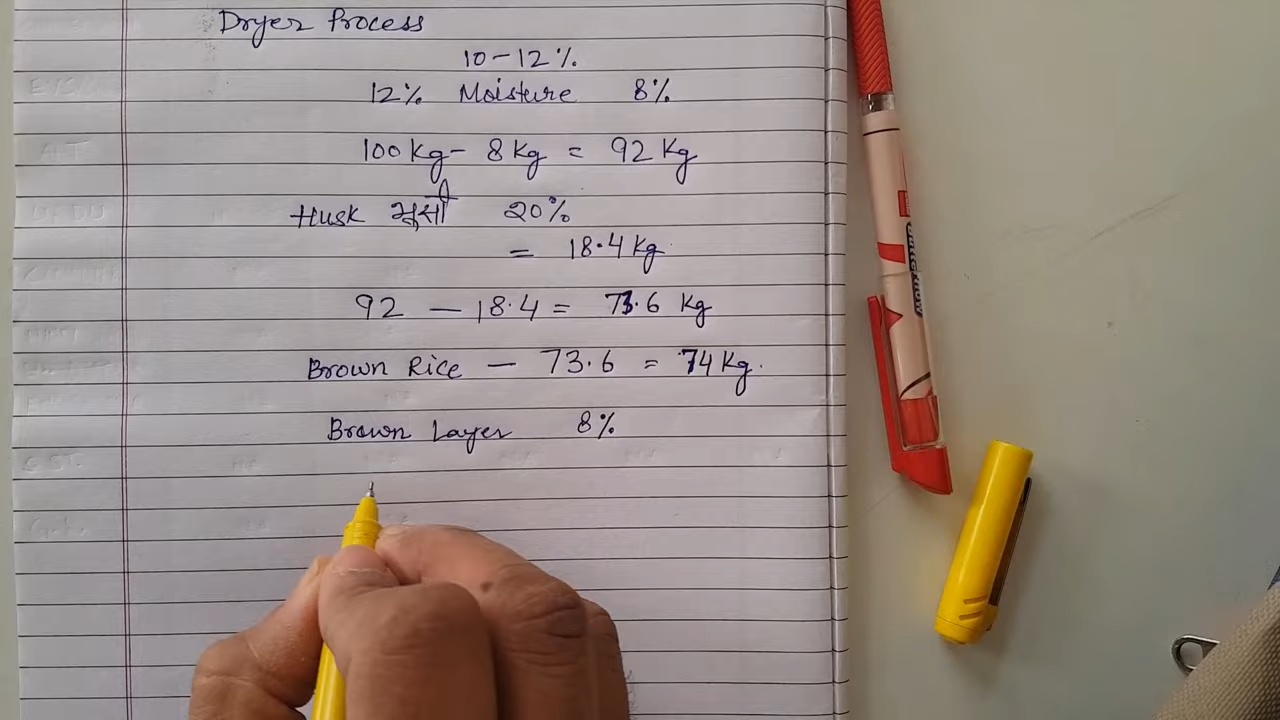 Dryer Process
10-12%
12% Moisture 8%
100 Kg - 8 Kg = 92 Kg
Husk भूसी 20%
= 18.4 Kg
92 - 18.4 = 73.6 Kg
Brown Rice - 73.6 = 74 Kg.
Brown Layer 8%